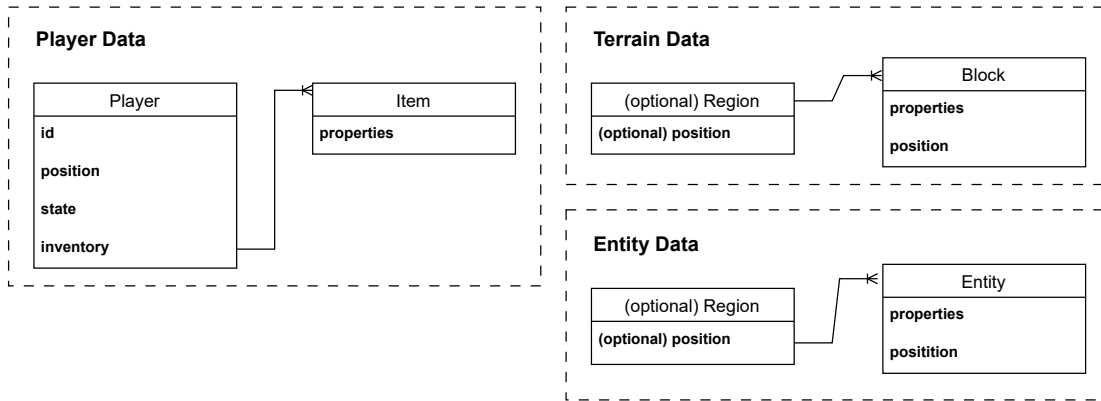 Player Data
Player
id
position
state
inventory
Item
properties
Terrain Data
(optional) Region
(optional) position
Block
properties
position
Entity Data
(optional) Region
(optional) position
Entity
properties
positition